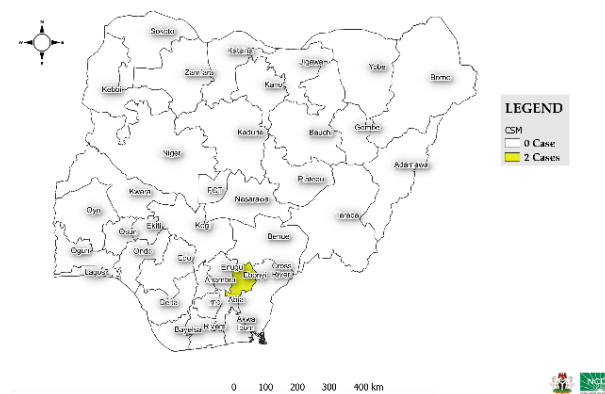 N
W
E
S
Sokoto
Katsina
Jigawa
Yobe
Borno
Zamfara
Kano
Kebbi
Gombe
Kaduna
Bauchi
Niger
Adamawa
Plateau
FCT
Kwara
Nasarawa
Taraba
Oyo
Kogi
Ekiti
Osun
Benue
Ondo
Ogun
Edo
Enugu
Cross
River
Ebonyi
Lagos
Anambra
Abia
Imo
Delta
Akwa
Ibom
Rivers
Bayelsa
LEGEND
CSM
0 Case
2 Cases
0 100 200 300 400 km
NCD